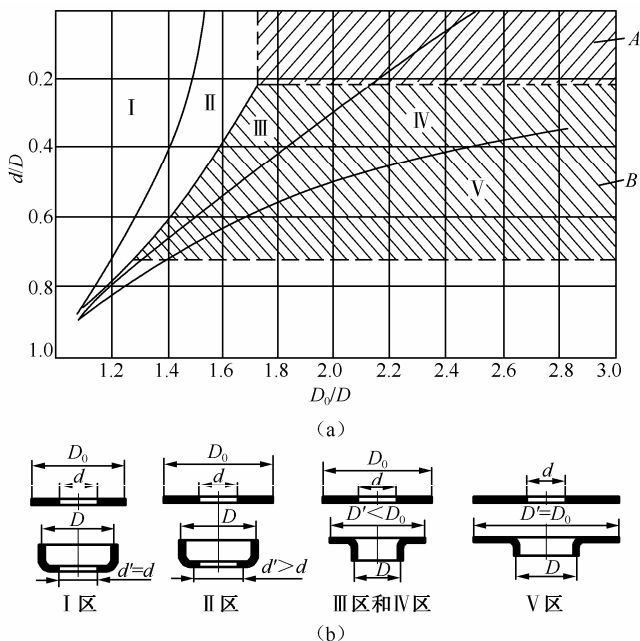 A
0.2
Ⅰ
Ⅱ
Ⅲ
Ⅳ
0.4
d/D
Ⅴ
B
0.6
0.8
1.0
1.2 1.4 1.6 1.8 2.0 2.2 2.4 2.6 2.8 3.0
D₀/D
(a)
D₀ D₀ D₀
d d d d
D D D′<D₀ D′=D₀
d′=d d′>d D D
Ⅰ区 Ⅱ区 Ⅲ区和Ⅳ区 Ⅴ区
(b)